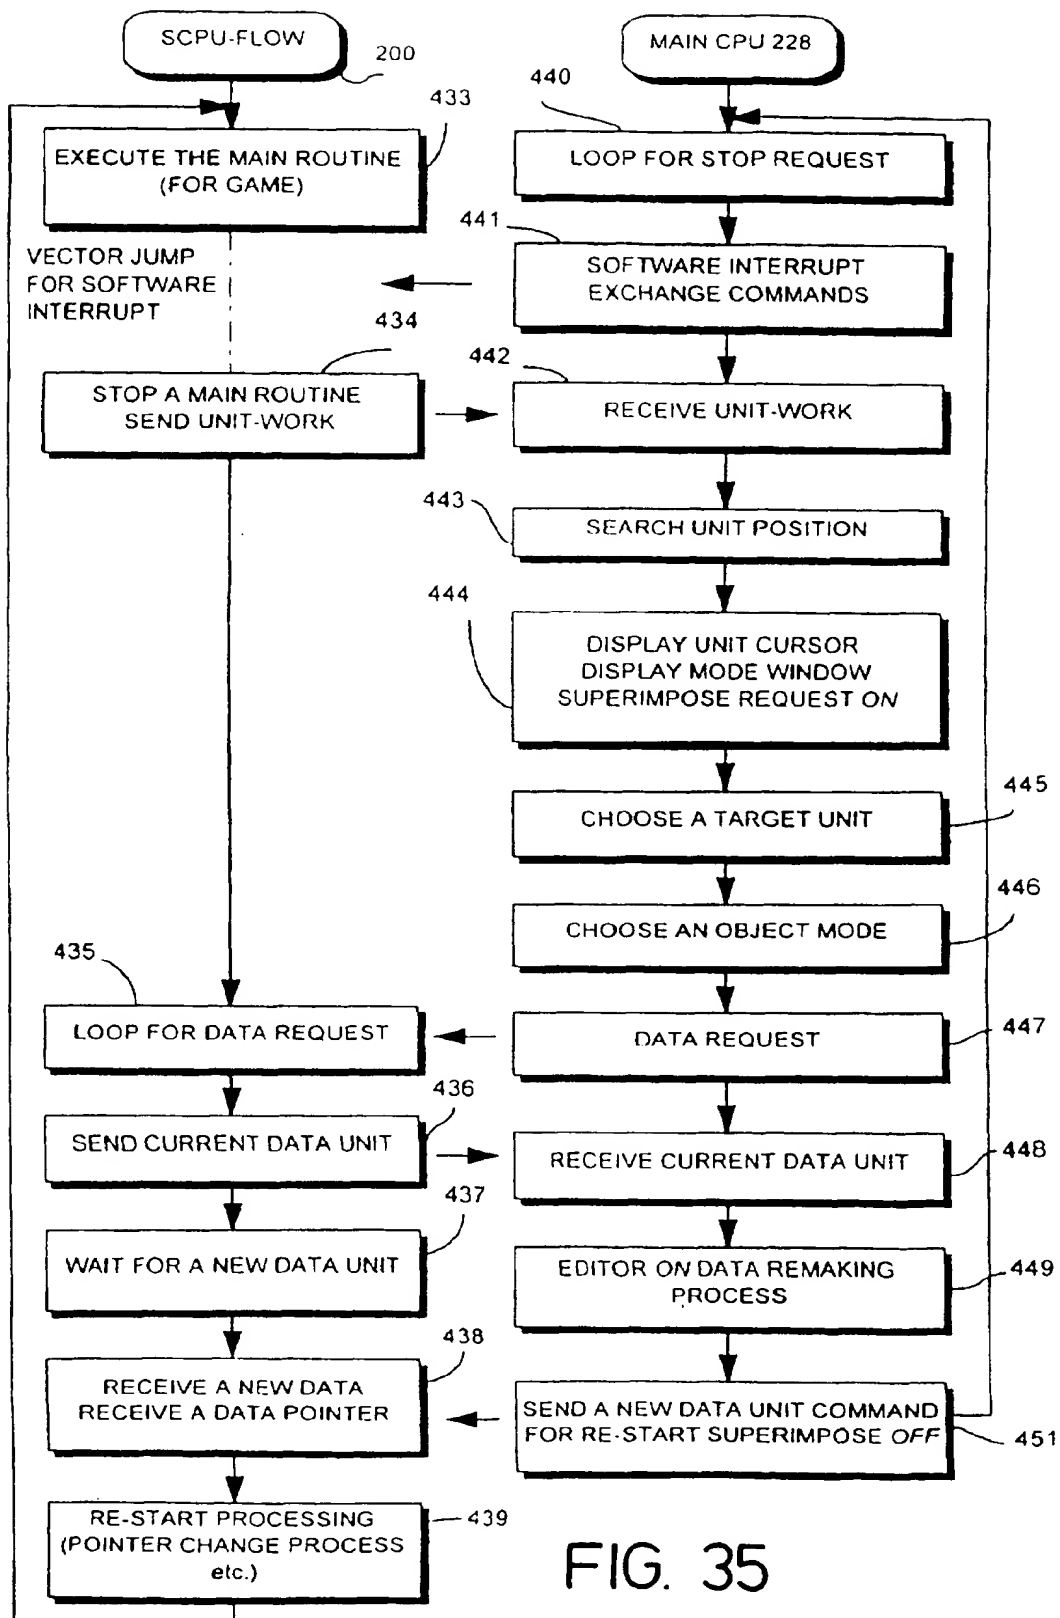 SCPU-FLOW
200
433
EXECUTE THE MAIN ROUTINE
(FOR GAME)
VECTOR JUMP
FOR SOFTWARE
INTERRUPT
434
STOP A MAIN ROUTINE
SEND UNIT-WORK
435
LOOP FOR DATA REQUEST
436
SEND CURRENT DATA UNIT
437
WAIT FOR A NEW DATA UNIT
438
RECEIVE A NEW DATA
RECEIVE A DATA POINTER
RE-START PROCESSING
(POINTER CHANGE PROCESS
etc.)
439
MAIN CPU 228
440
LOOP FOR STOP REQUEST
441
SOFTWARE INTERRUPT
EXCHANGE COMMANDS
442
RECEIVE UNIT-WORK
443
SEARCH UNIT POSITION
444
DISPLAY UNIT CURSOR
DISPLAY MODE WINDOW
SUPERIMPOSE REQUEST ON
445
CHOOSE A TARGET UNIT
446
CHOOSE AN OBJECT MODE
447
DATA REQUEST
448
RECEIVE CURRENT DATA UNIT
449
EDITOR ON DATA REMAKING
PROCESS
SEND A NEW DATA UNIT COMMAND
FOR RE-START SUPERIMPOSE OFF
451
FIG. 35